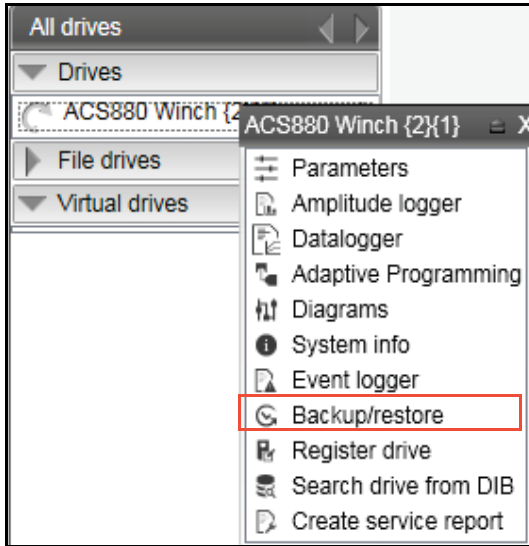 All drives
Drives
ACS880 Winch {2
File drives
Virtual drives
ACS880 Winch {2}{1}
X
Parameters
Amplitude logger
Datalogger
Adaptive Programming
Diagrams
System info
Event logger
Backup/restore
Register drive
Search drive from DIB
Create service report